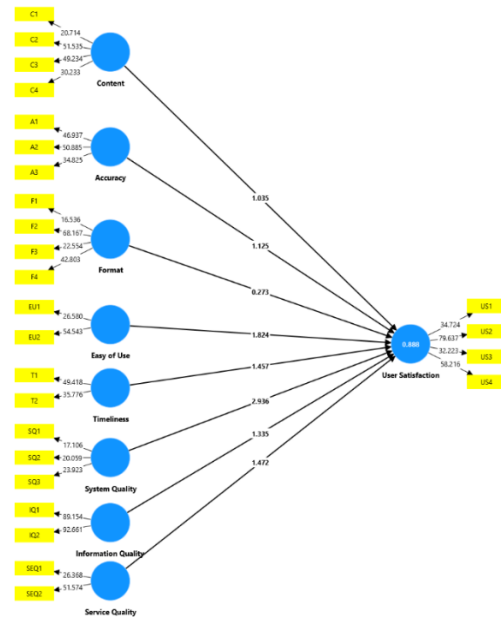 C1
20.714
C2
51.535
C3
49.234
C4
30.233
Content
A1
46.937
A2
50.885
A3
34.825
Accuracy
F1
16.536
F2
68.167
F3
22.554
F4
42.803
Format
EU1
26.580
EU2
54.543
Easy of Use
T1
49.418
T2
35.776
Timeliness
SQ1
17.106
SQ2
20.059
SQ3
23.923
System Quality
IQ1
89.154
IQ2
92.661
Information Quality
SEQ1
26.368
SEQ2
51.574
Service Quality
1.035
1.125
0.273
1.824
1.457
2.936
1.335
1.472
0.888
User Satisfaction
US1
34.724
US2
79.637
US3
32.223
US4
58.216